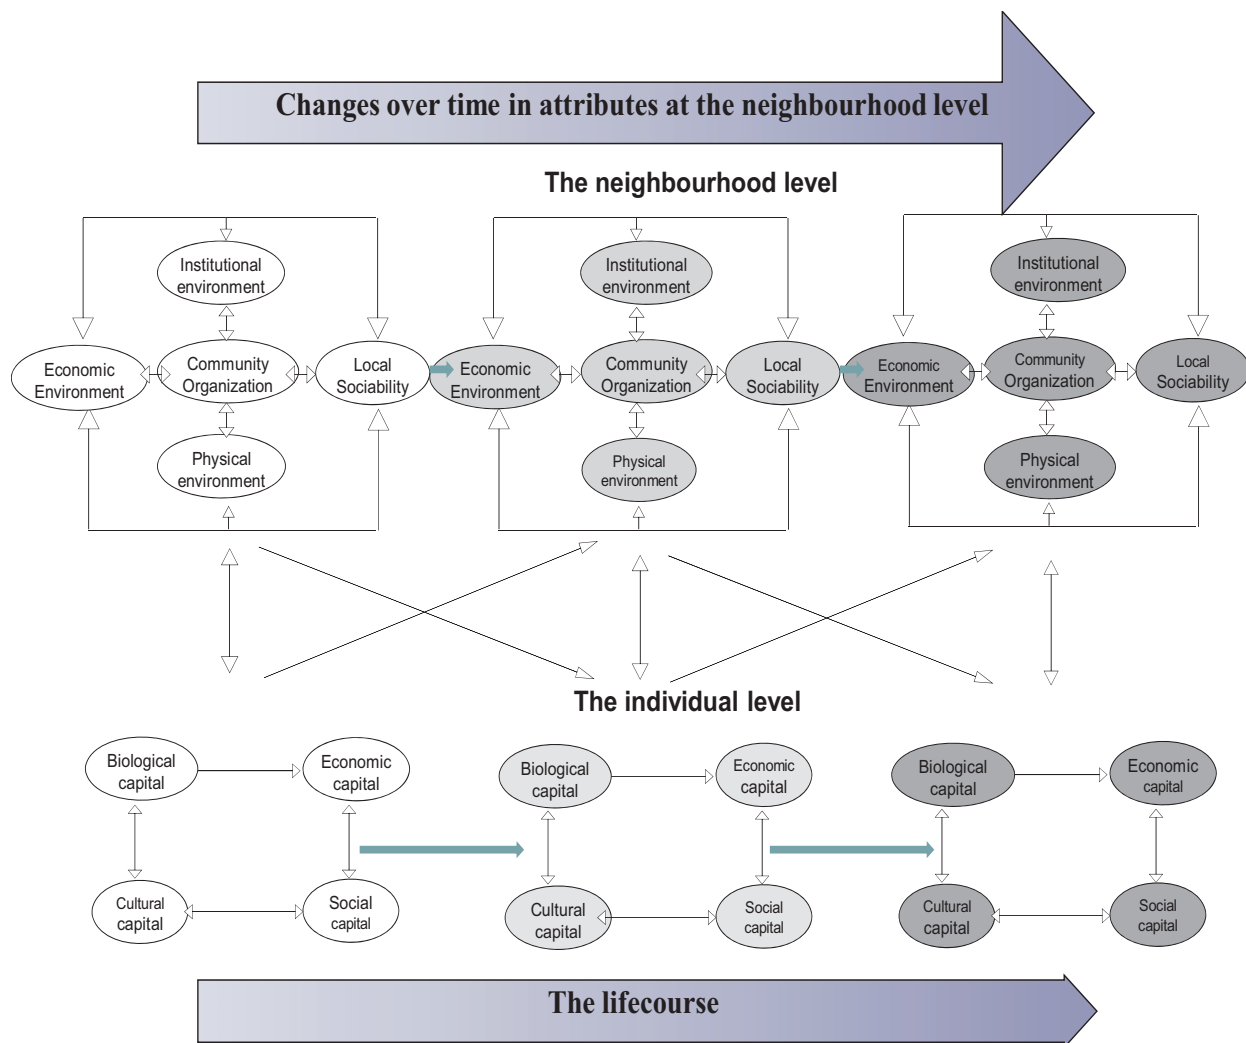 Changes over time in attributes at the neighbourhood level
The neighbourhood level
Institutional
environment
Economic
Environment
Community
Organization
Local
Sociability
Physical
environment
Institutional
environment
Economic
Environment
Community
Organization
Local
Sociability
Physical
environment
Institutional
environment
Economic
Environment
Community
Organization
Local
Sociability
Physical
environment
The individual level
Biological
capital
Economic
capital
Cultural
capital
Social
capital
Biological
capital
Economic
capital
Cultural
capital
Social
capital
Biological
capital
Economic
capital
Cultural
capital
Social
capital
The lifecourse